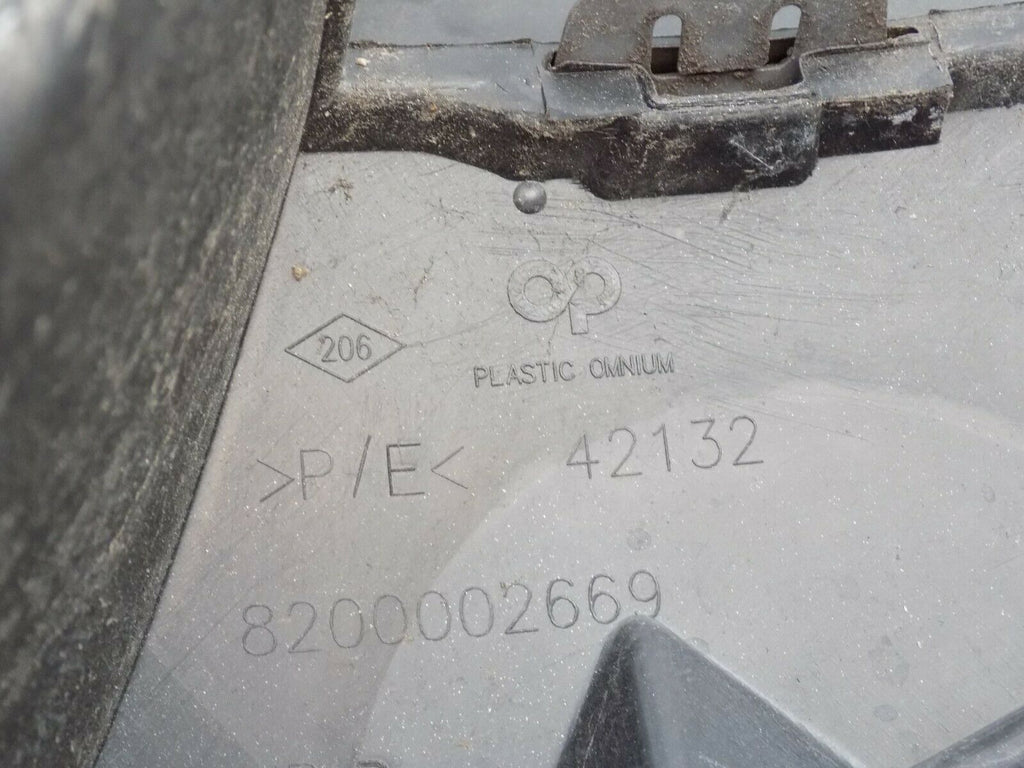 OP
206
PLASTIC OMNIUM
>P/E< 42132
8200002669